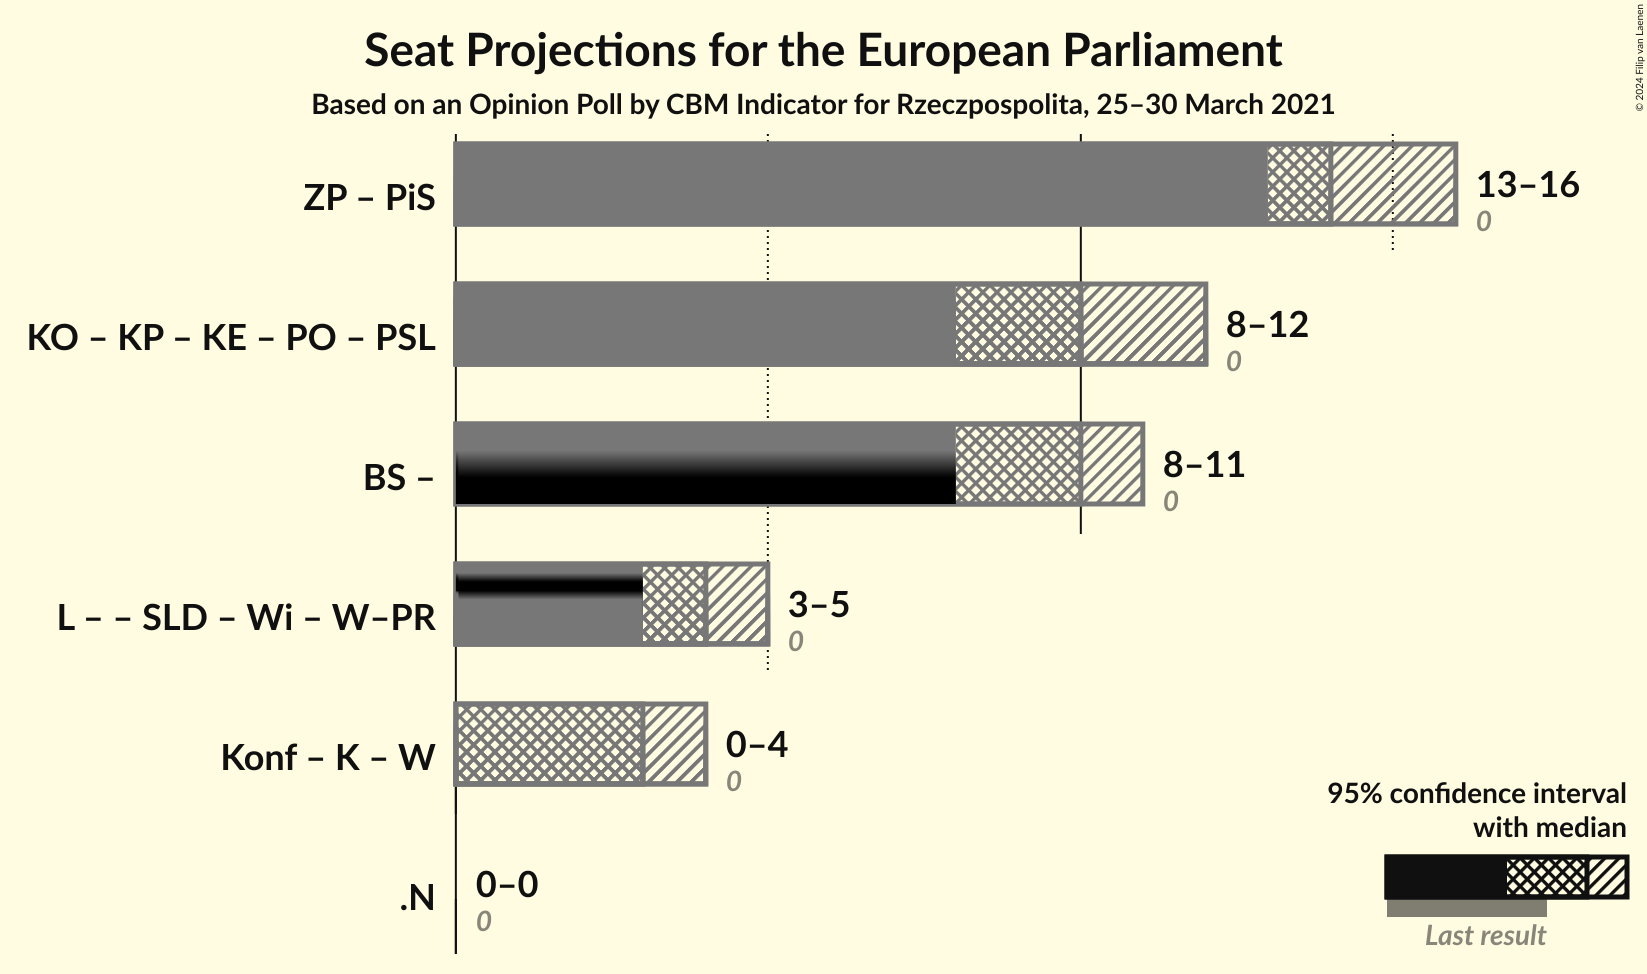 Seat Projections for the European Parliament
Based on an Opinion Poll by CBM Indicator for Rzeczpospolita, 25–30 March 2021
© 2024 Filip van Laenen
ZP – PiS
13–16
0
KO – KP – KE – PO – PSL
8–12
0
BS –
8–11
0
L – – SLD – Wi – W–PR
3–5
0
Konf – K – W
0–4
0
.N
0–0
0
95% confidence interval
with median
Last result